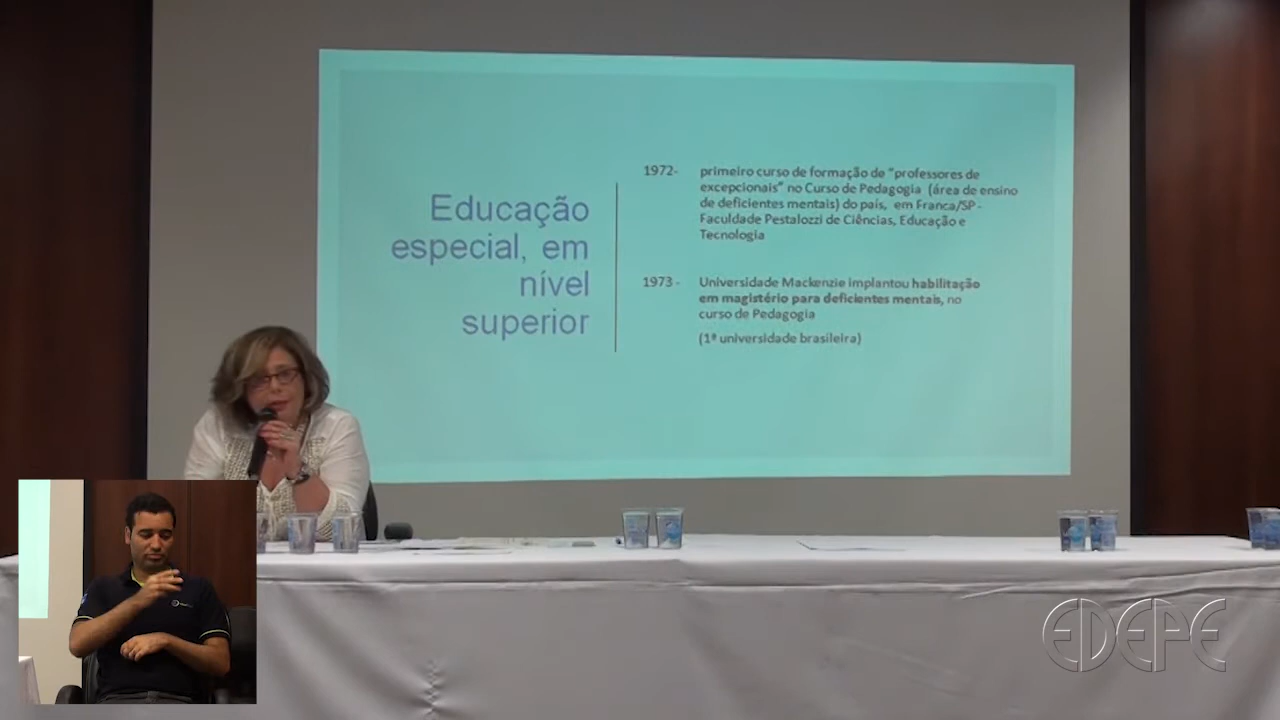 Educação
especial, em
nível
superior
1972- primeiro curso de formação de "professores de
excepcionais" no Curso de Pedagogia (área de ensino
de deficientes mentais) do país, em Franca/SP -
Faculdade Pestalozzi de Ciências, Educação e
Tecnologia
1973 - Universidade Mackenzie implantou habilitação
em magistério para deficientes mentais, no
curso de Pedagogia
(1ª universidade brasileira)
EDEPE